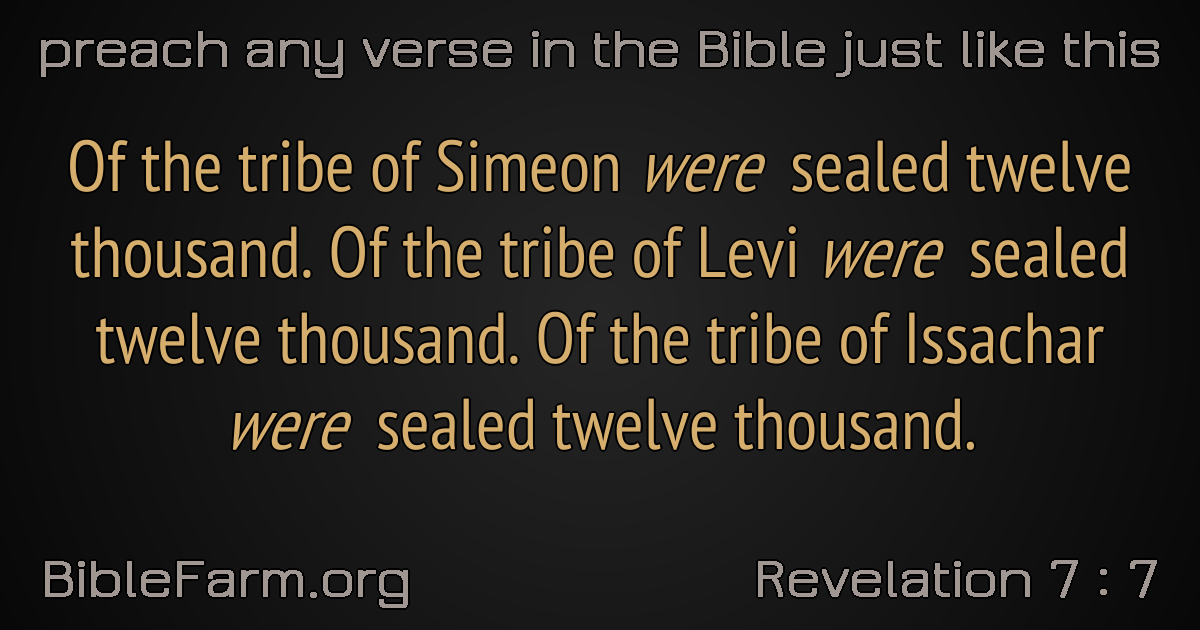 preach any verse in the Bible just like this
Of the tribe of Simeon were sealed twelve
thousand. Of the tribe of Levi were sealed
twelve thousand. Of the tribe of Issachar
were sealed twelve thousand.
BibleFarm.org
Revelation 7 : 7